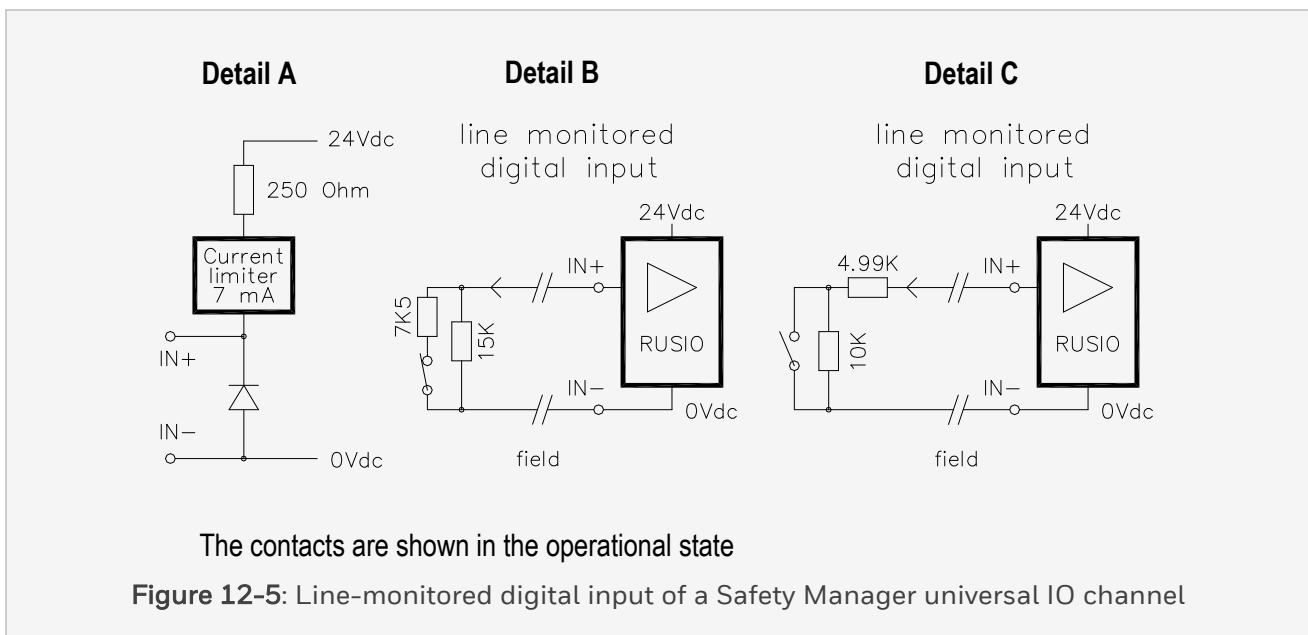 Detail A
24Vdc
250 Ohm
Current
limiter
7 mA
IN+
IN-
0Vdc
Detail B
line monitored
digital input
24Vdc
IN+
7K5
15K
RUSIO
IN-
0Vdc
field
Detail C
line monitored
digital input
24Vdc
4.99K
IN+
10K
RUSIO
IN-
0Vdc
field
The contacts are shown in the operational state
Figure 12-5: Line-monitored digital input of a Safety Manager universal IO channel